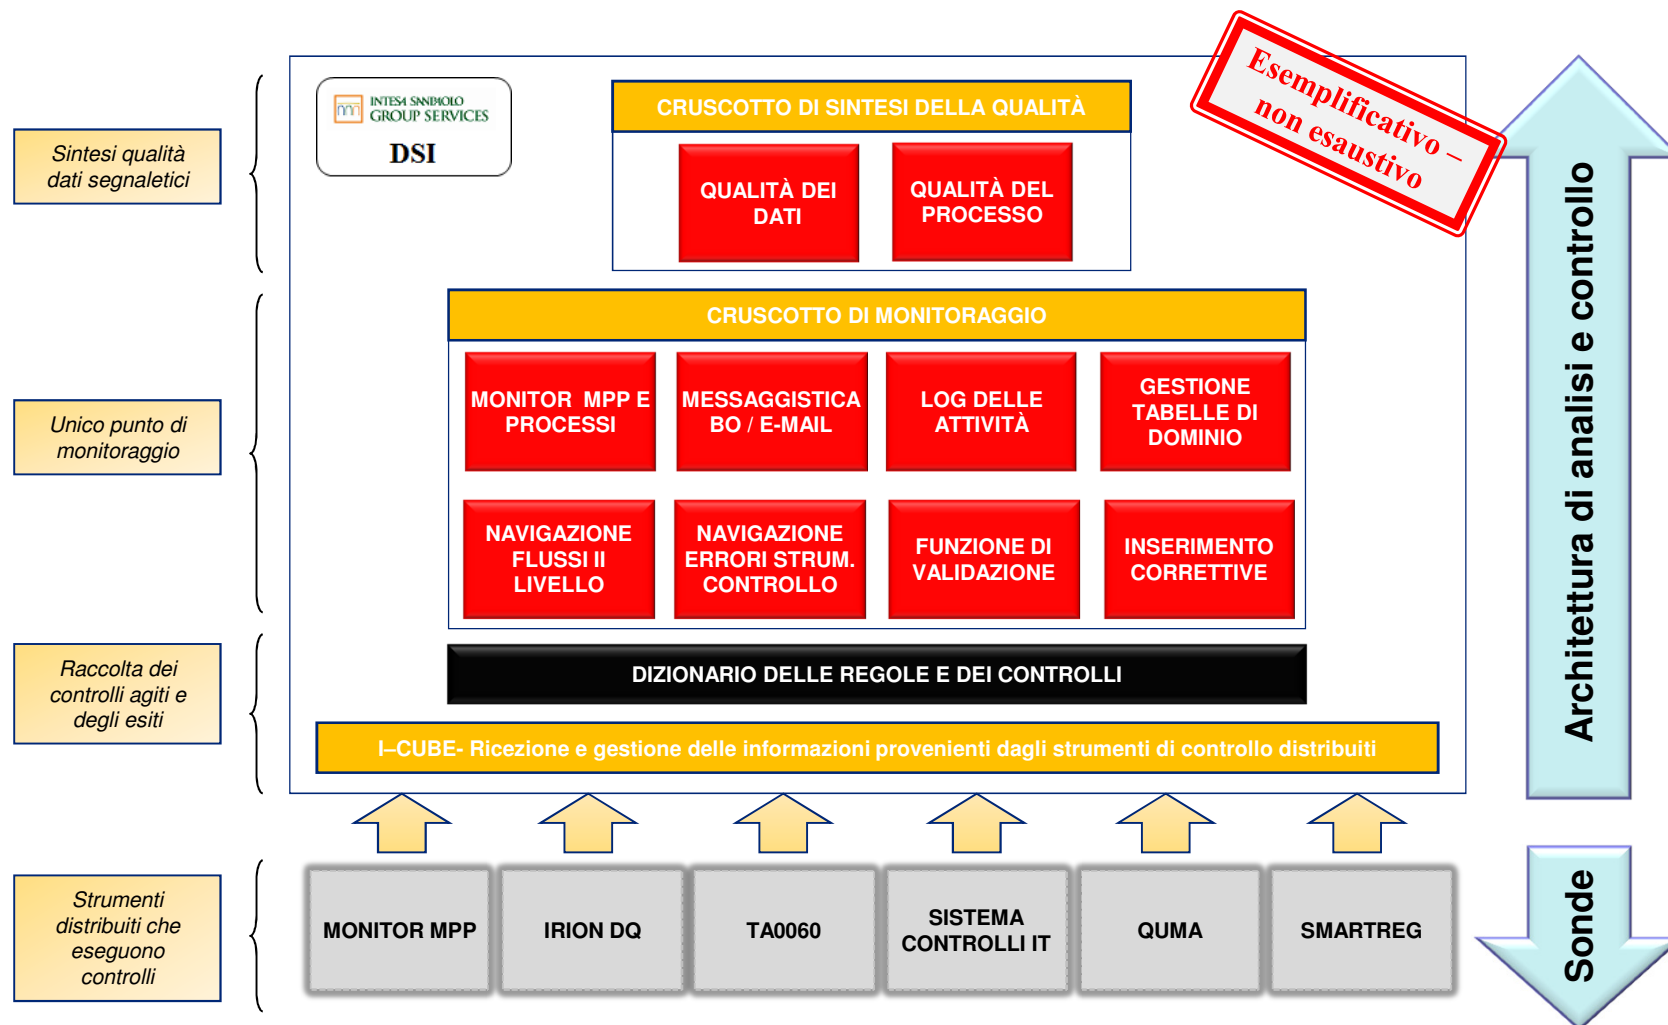 INTESA SANPAOLO
GROUP SERVICES
DSI
Esemplificativo –
non esaustivo
Sintesi qualità
dati segnaletici
CRUSCOTTO DI SINTESI DELLA QUALITÀ
QUALITÀ DEI
DATI
QUALITÀ DEL
PROCESSO
Unico punto di
monitoraggio
CRUSCOTTO DI MONITORAGGIO
MONITOR MPP E
PROCESSI
MESSAGGISTICA
BO / E-MAIL
LOG DELLE
ATTIVITÀ
GESTIONE
TABELLE DI
DOMINIO
NAVIGAZIONE
FLUSSI II
LIVELLO
NAVIGAZIONE
ERRORI STRUM.
CONTROLLO
FUNZIONE DI
VALIDAZIONE
INSERIMENTO
CORRETTIVE
Raccolta dei
controlli agiti e
degli esiti
DIZIONARIO DELLE REGOLE E DEI CONTROLLI
I–CUBE- Ricezione e gestione delle informazioni provenienti dagli strumenti di controllo distribuiti
Architettura di analisi e controllo
Strumenti
distribuiti che
eseguono
controlli
MONITOR MPP
IRION DQ
TA0060
SISTEMA
CONTROLLI IT
QUMA
SMARTREG
Sonde